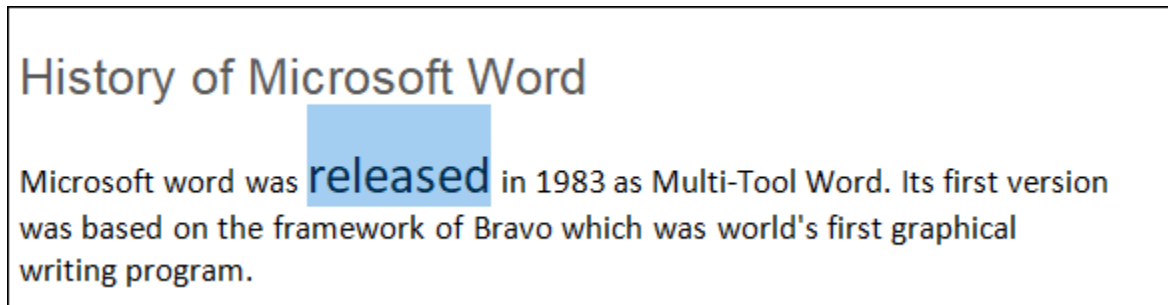 History of Microsoft Word
Microsoft word was released in 1983 as Multi-Tool Word. Its first version
was based on the framework of Bravo which was world's first graphical
writing program.